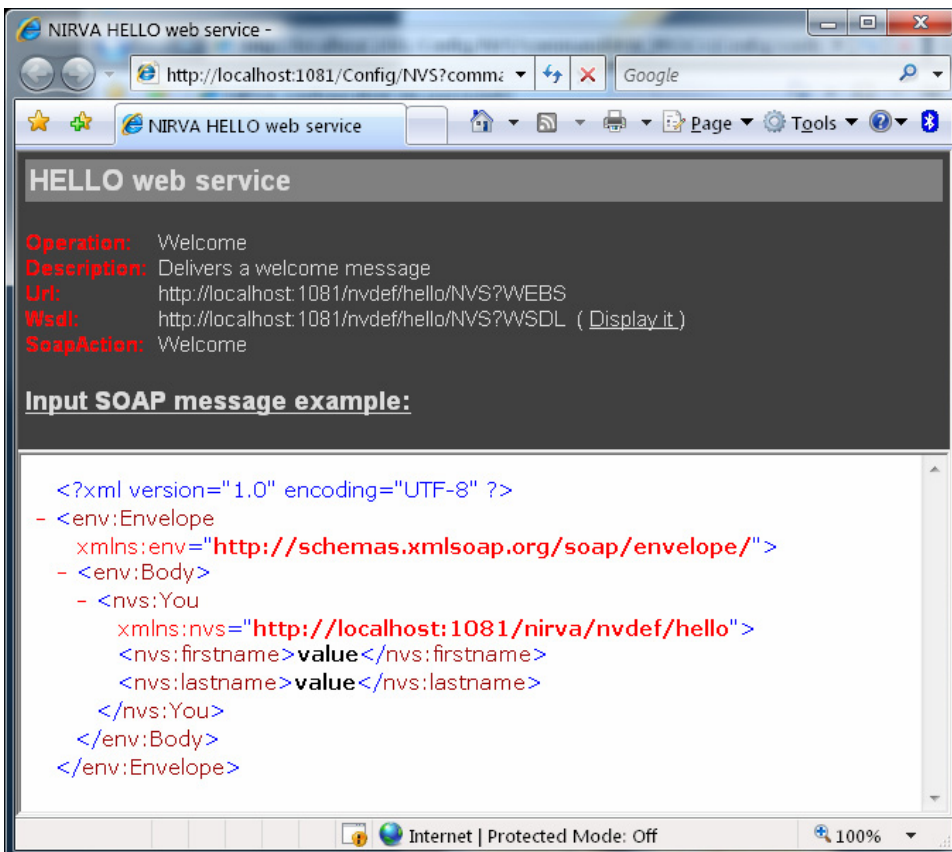 NIRVA HELLO web service -
http://localhost:1081/Config/NVS?comma
Google
NIRVA HELLO web service
Page
Tools
HELLO web service
Operation: Welcome
Description: Delivers a welcome message
Url: http://localhost:1081/nvdef/hello/NVS?WEBS
Wsdl: http://localhost:1081/nvdef/hello/NVS?WSDL ( Display it )
SoapAction: Welcome
Input SOAP message example:
<?xml version="1.0" encoding="UTF-8" ?>
- <env:Envelope
xmlns:env="http://schemas.xmlsoap.org/soap/envelope/">
- <env:Body>
- <nvs:You
xmlns:nvs="http://localhost:1081/nirva/nvdef/hello">
<nvs:firstname>value</nvs:firstname>
<nvs:lastname>value</nvs:lastname>
</nvs:You>
</env:Body>
</env:Envelope>
Internet | Protected Mode: Off
100%